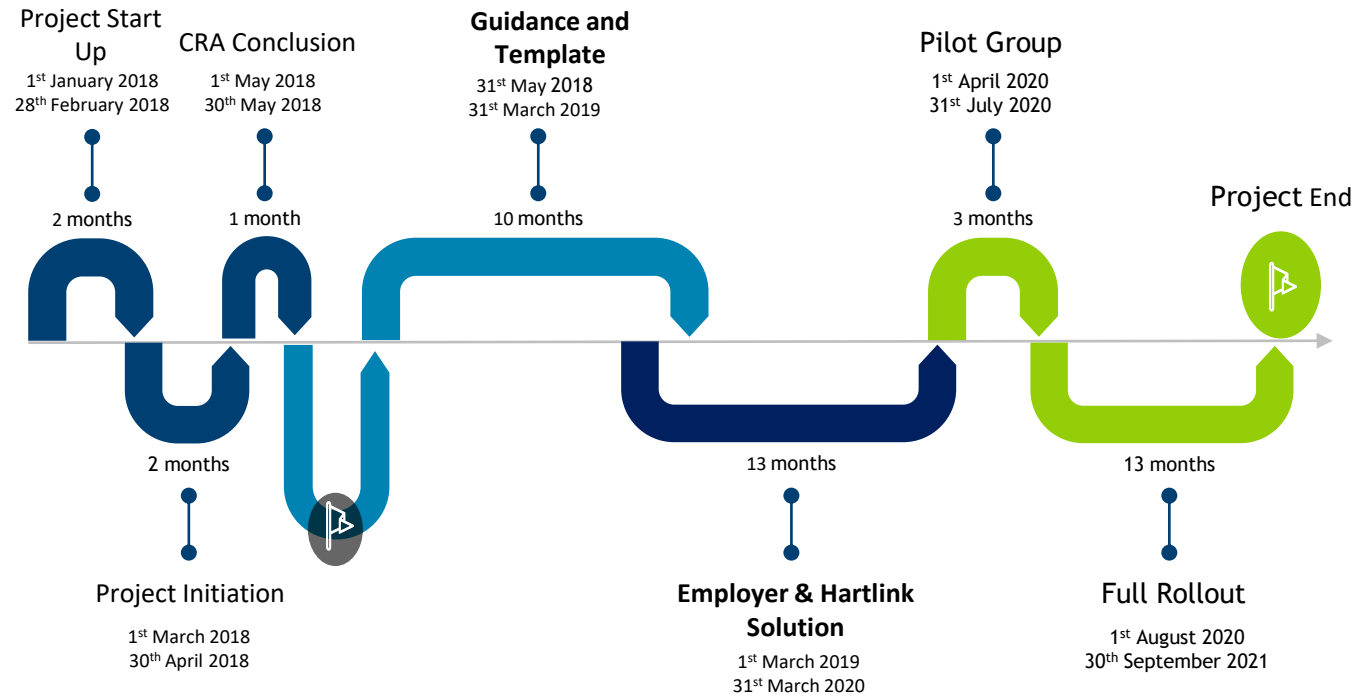 Project Start
Up
1st January 2018
28th February 2018
2 months
CRA Conclusion
1st May 2018
30th May 2018
1 month
Guidance and
Template
31st May 2018
31st March 2019
10 months
Pilot Group
1st April 2020
31st July 2020
3 months
Project End
2 months
Project Initiation
1st March 2018
30th April 2018
13 months
Employer & Hartlink
Solution
1st March 2019
31st March 2020
13 months
Full Rollout
1st August 2020
30th September 2021